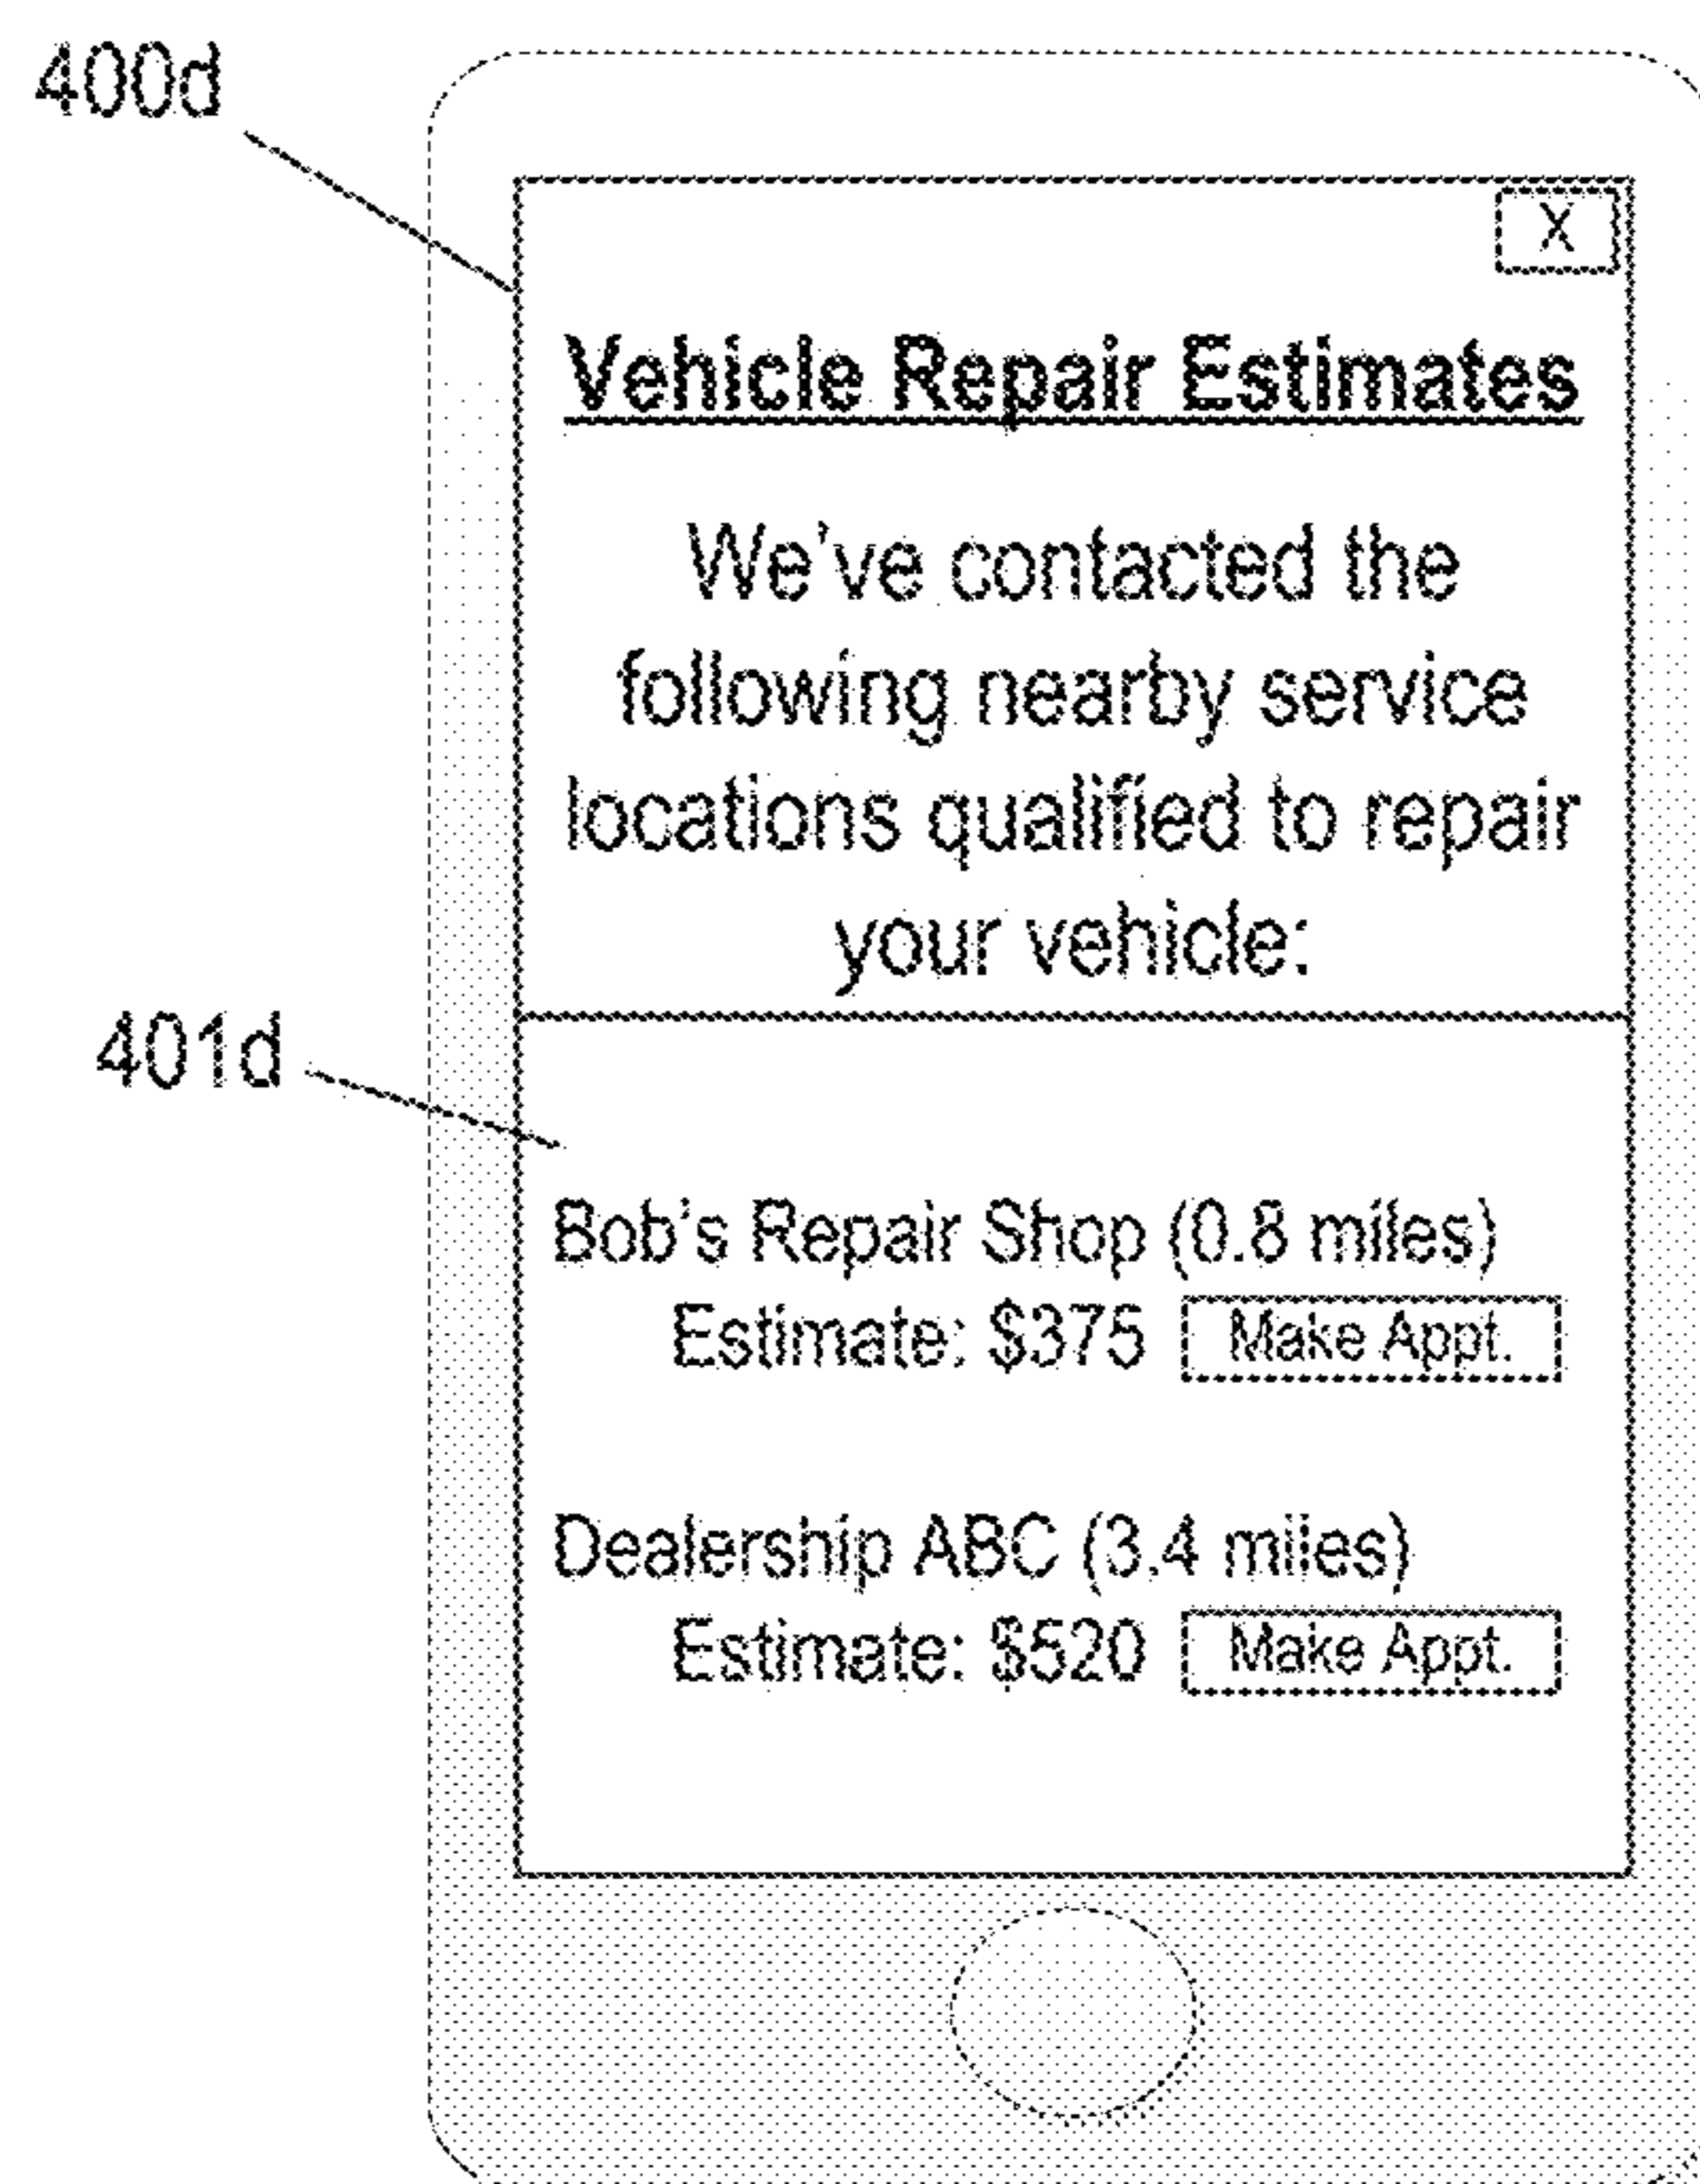 400d
X
Vehicle Repair Estimates
We've contacted the
following nearby service
locations qualified to repair
your vehicle:
401d
Bob's Repair Shop (0.8 miles)
Estimate: $375 Make Appt.
Dealership ABC (3.4 miles)
Estimate: $520 Make Appt.